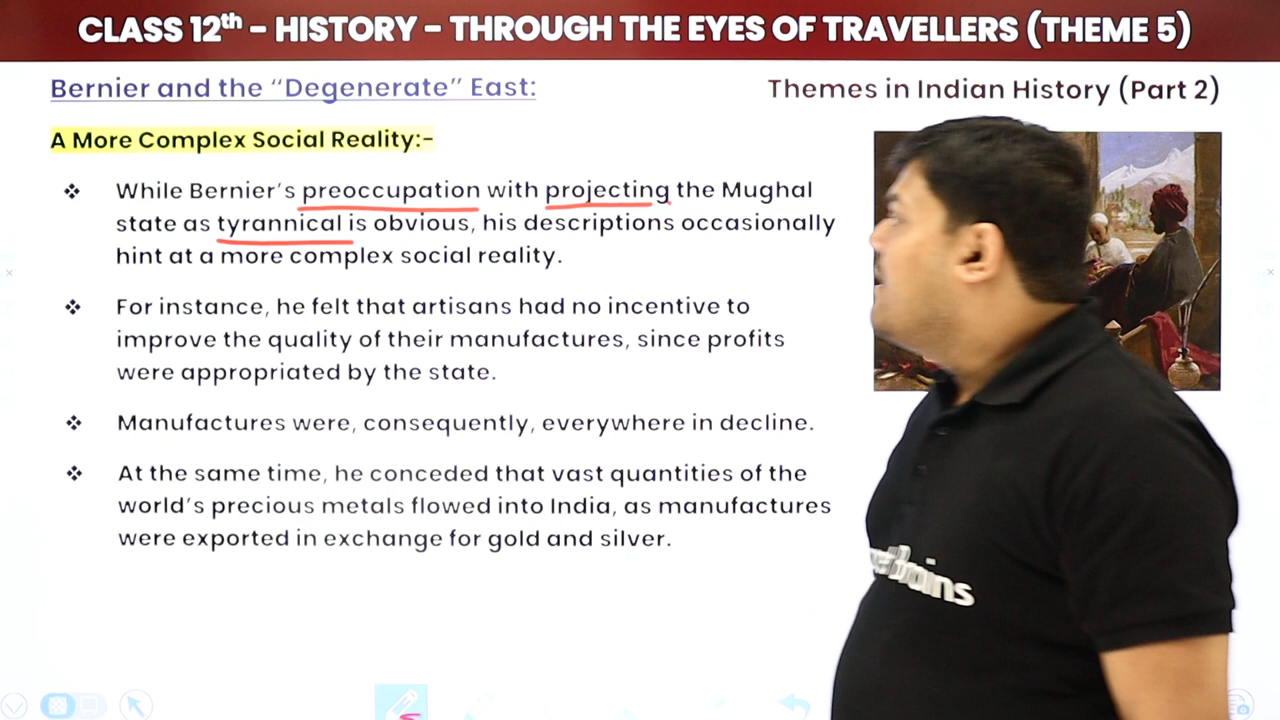 CLASS 12th – HISTORY – THROUGH THE EYES OF TRAVELLERS (THEME 5)
Bernier and the “Degenerate” East:
Themes in Indian History (Part 2)
A More Complex Social Reality:-
❖ While Bernier’s preoccupation with projecting the Mughal
state as tyrannical is obvious, his descriptions occasionally
hint at a more complex social reality.
❖ For instance, he felt that artisans had no incentive to
improve the quality of their manufactures, since profits
were appropriated by the state.
❖ Manufactures were, consequently, everywhere in decline.
❖ At the same time, he conceded that vast quantities of the
world’s precious metals flowed into India, as manufactures
were exported in exchange for gold and silver.